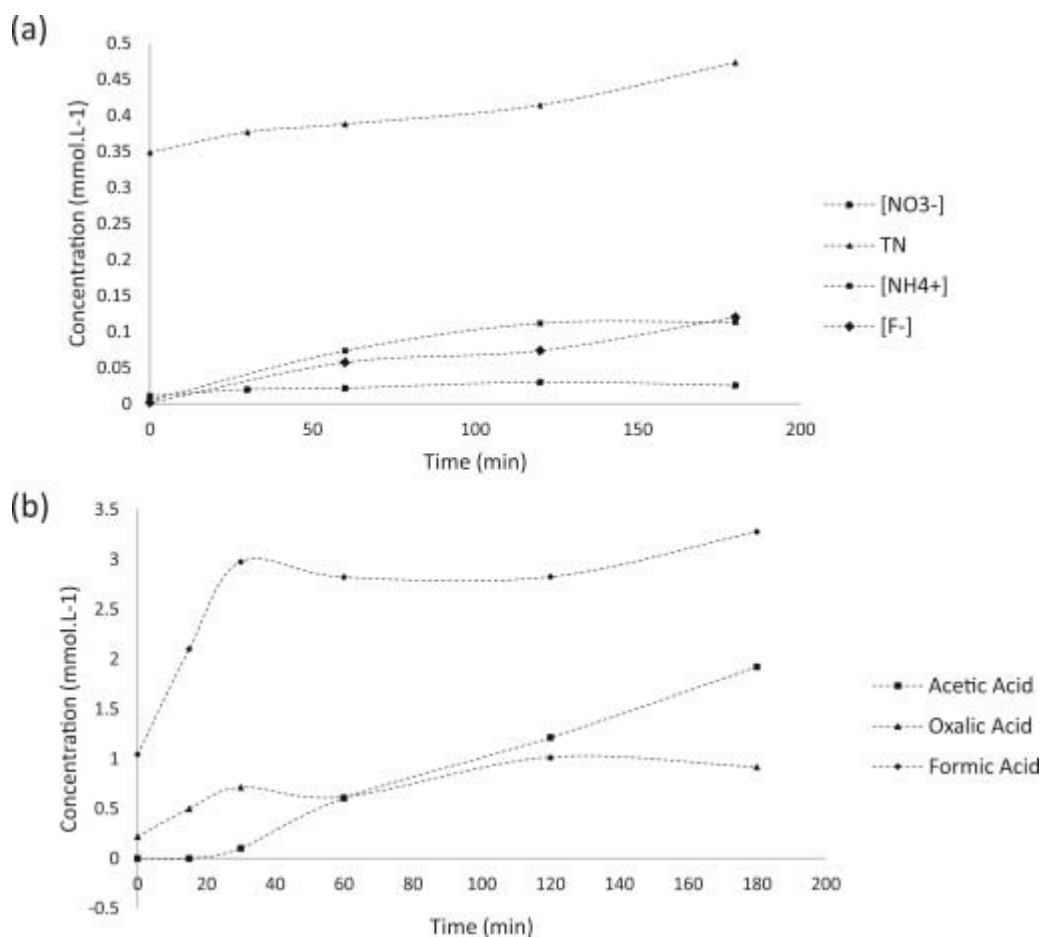 (a)
Concentration (mmol.L-1)
0.5
0.45
0.4
0.35
0.3
0.25
0.2
0.15
0.1
0.05
0
0 50 100 150 200
Time (min)
[NO3-]
TN
[NH4+]
[F-]
(b)
Concentration (mmol.L-1)
3.5
3
2.5
2
1.5
1
0.5
0
-0.5
0 20 40 60 80 100 120 140 160 180 200
Time (min)
Acetic Acid
Oxalic Acid
Formic Acid